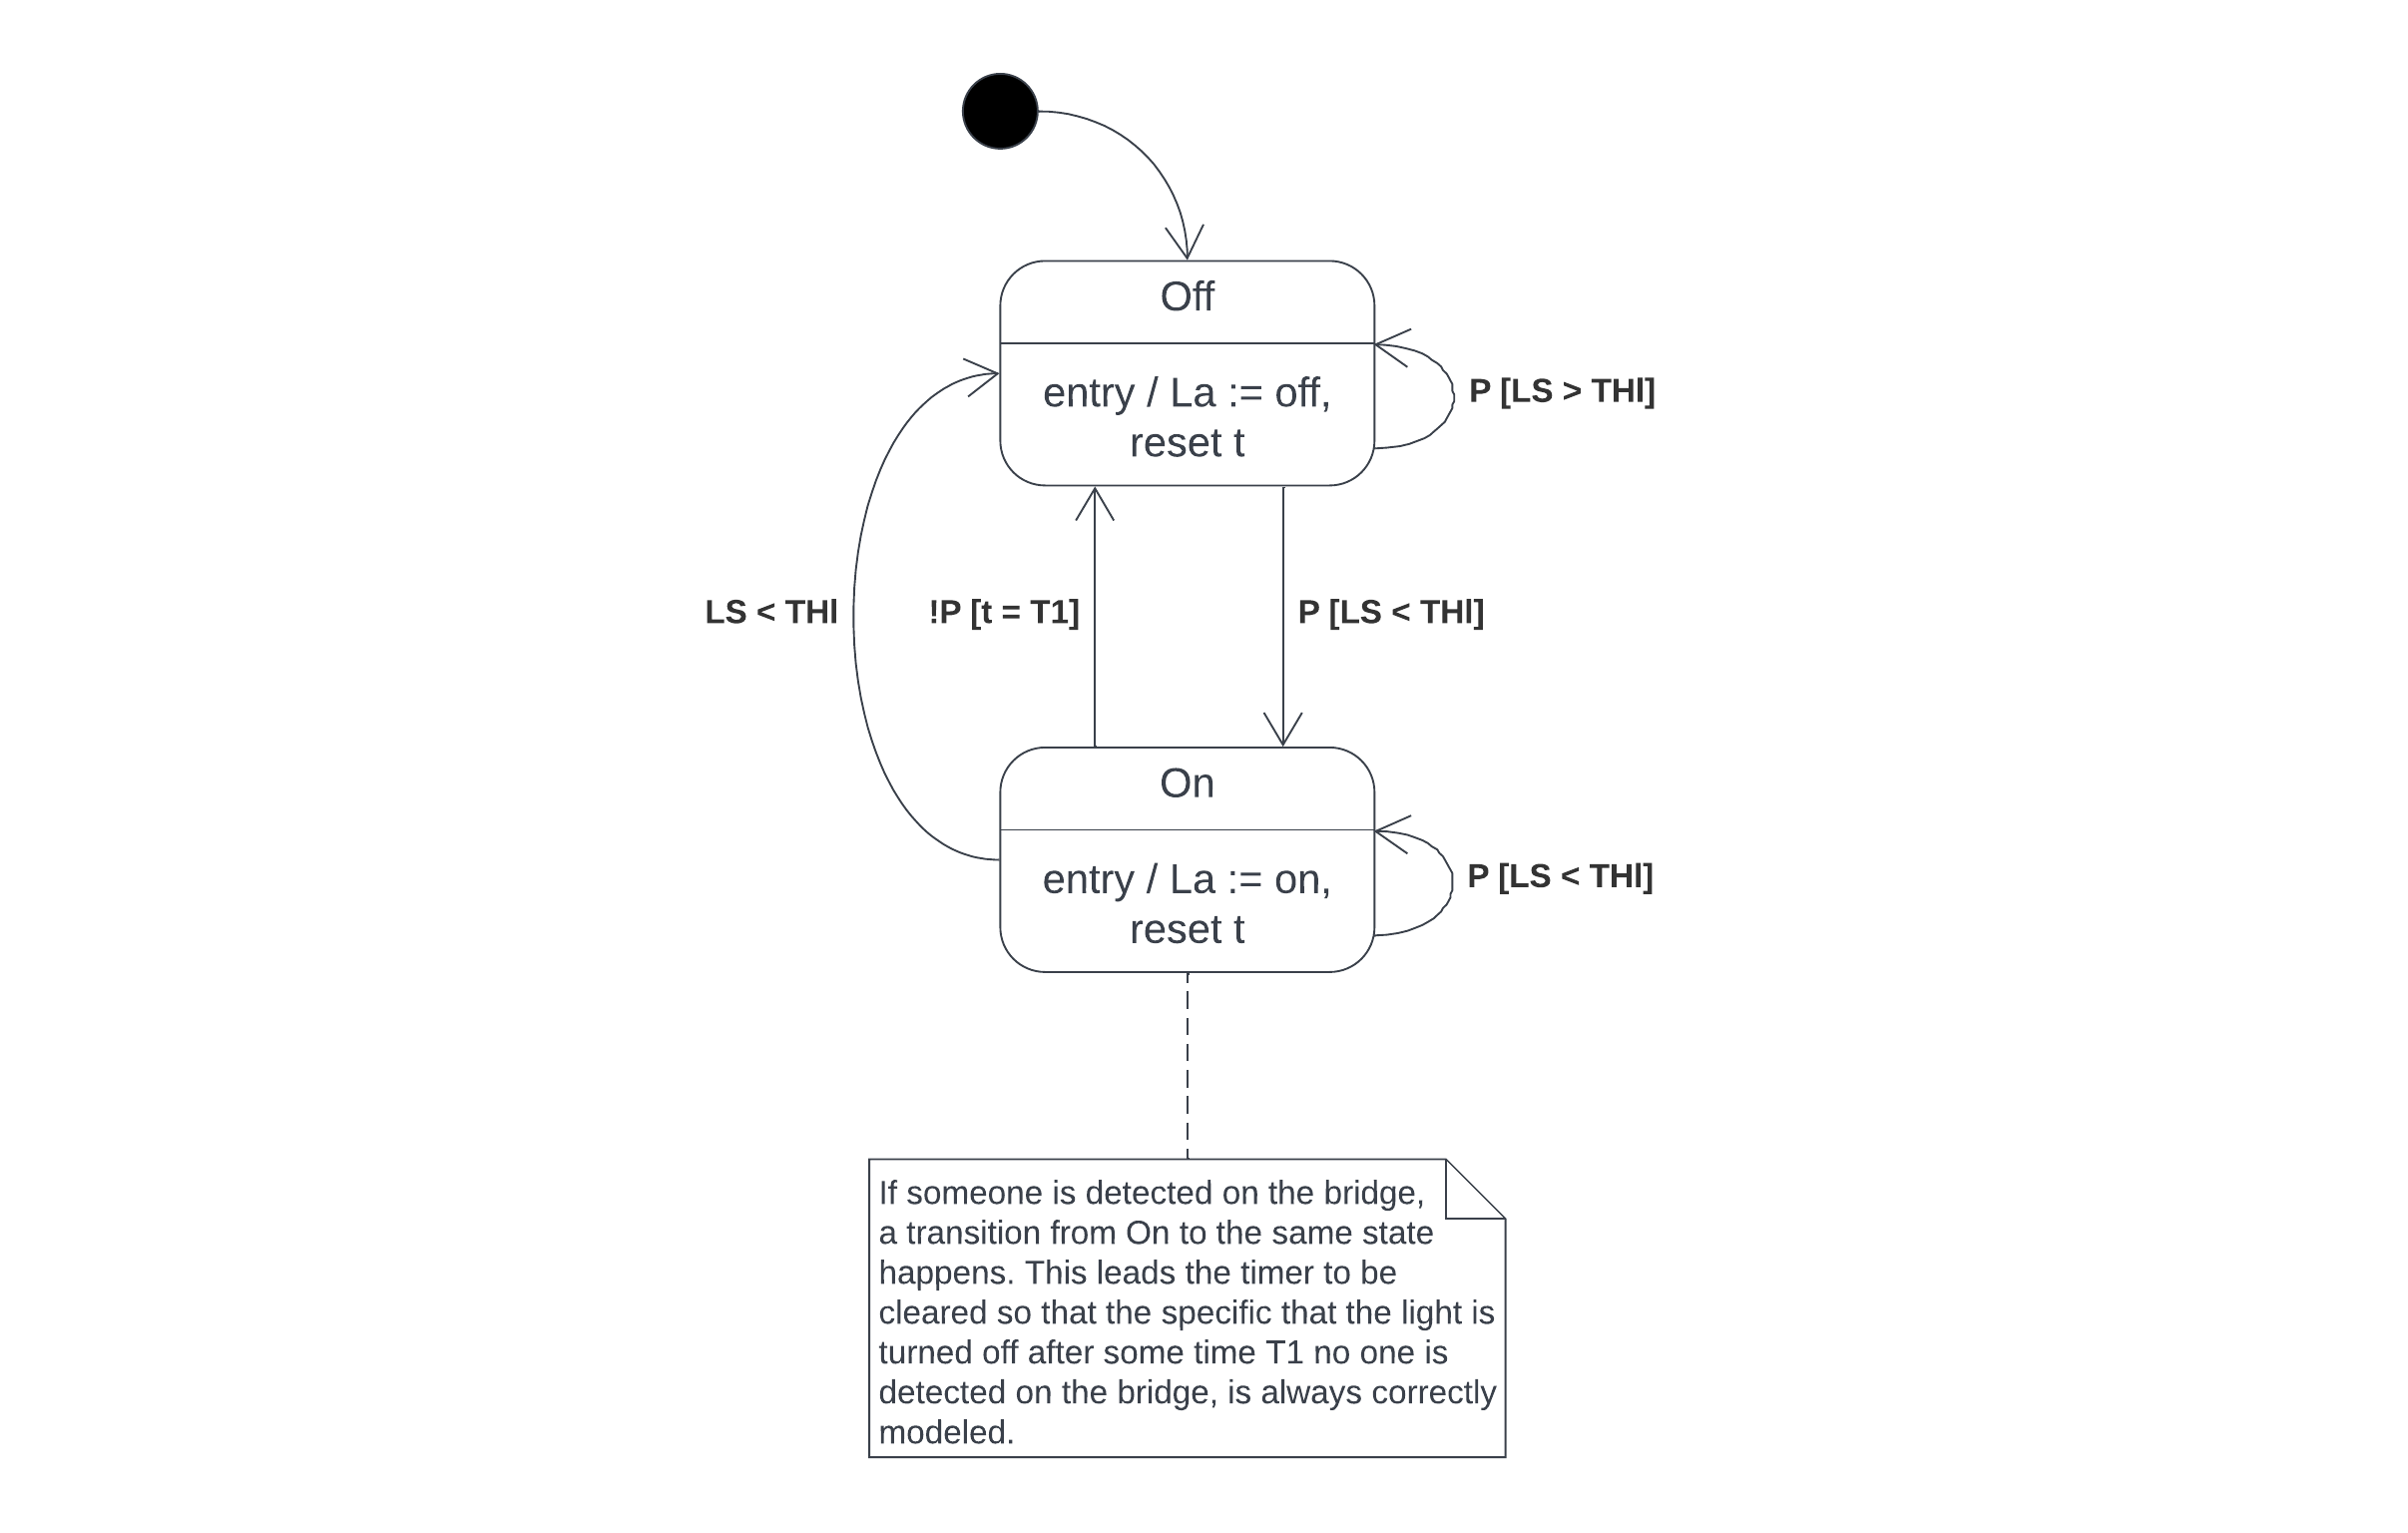 Off
entry / La := off,
reset t
P [LS > THl]
LS < THl
!P [t = T1]
P [LS < THl]
On
entry / La := on,
reset t
P [LS < THl]
If someone is detected on the bridge,
a transition from On to the same state
happens. This leads the timer to be
cleared so that the specific that the light is
turned off after some time T1 no one is
detected on the bridge, is always correctly
modeled.